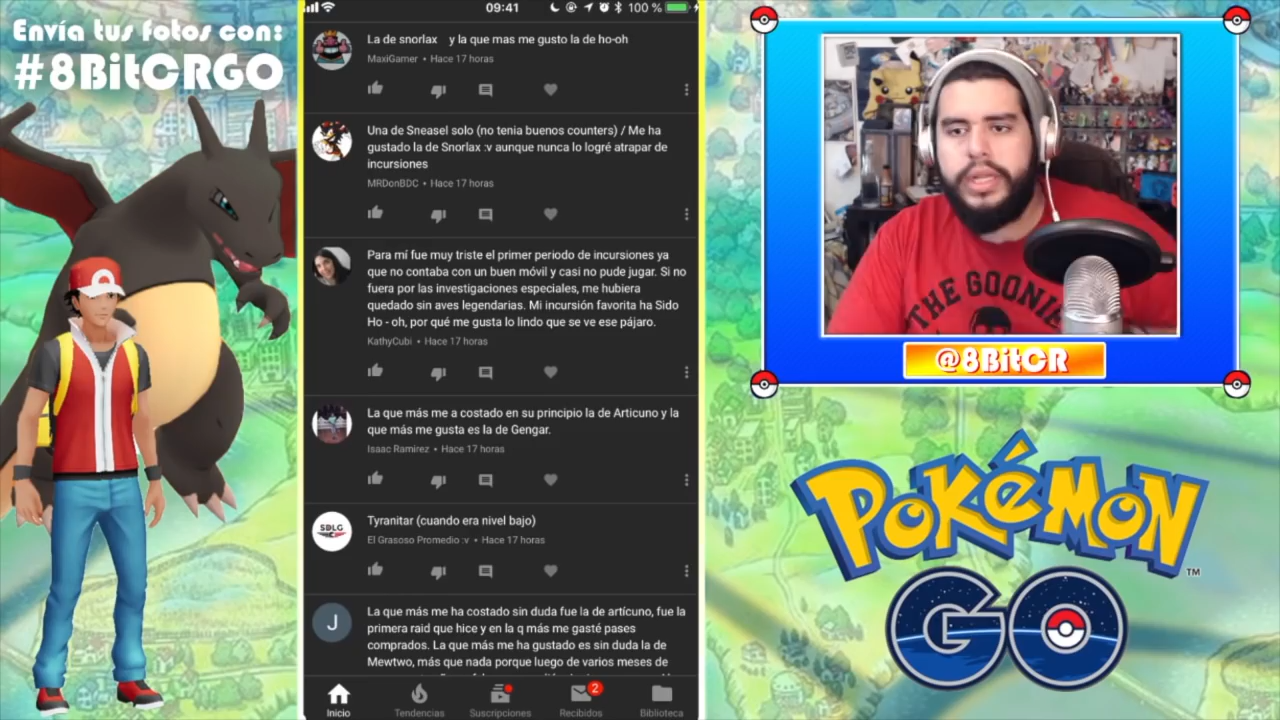 Envía tus fotos con:
#8BitCRGO
09:41
100 %
La de snorlax y la que mas me gusto la de ho-oh
MaxiGamer • Hace 17 horas
Una de Sneasel solo (no tenia buenos counters) / Me ha
gustado la de Snorlax :v aunque nunca lo logré atrapar de
incursiones
MRDonBDC • Hace 17 horas
Para mí fue muy triste el primer periodo de incursiones ya
que no contaba con un buen móvil y casi no pude jugar. Si no
fuera por las investigaciones especiales, me hubiera
quedado sin aves legendarias. Mi incursión favorita ha Sido
Ho - oh, por qué me gusta lo lindo que se ve ese pájaro.
KathyCubi • Hace 17 horas
La que más me a costado en su principio la de Articuno y la
que más me gusta es la de Gengar.
Isaac Ramirez • Hace 17 horas
SDLG
Tyranitar (cuando era nivel bajo)
El Grasoso Promedio :v • Hace 17 horas
J
La que más me ha costado sin duda fue la de artícuno, fue la
primera raid que hice y en la q más me gasté pases
comprados. La que más me ha gustado es sin duda la de
Mewtwo, más que nada porque luego de varios meses de
Inicio
Tendencias
Suscripciones
2
Recibidos
Biblioteca
THE GOONIE
@8BitCR
POKéMON
TM
GO